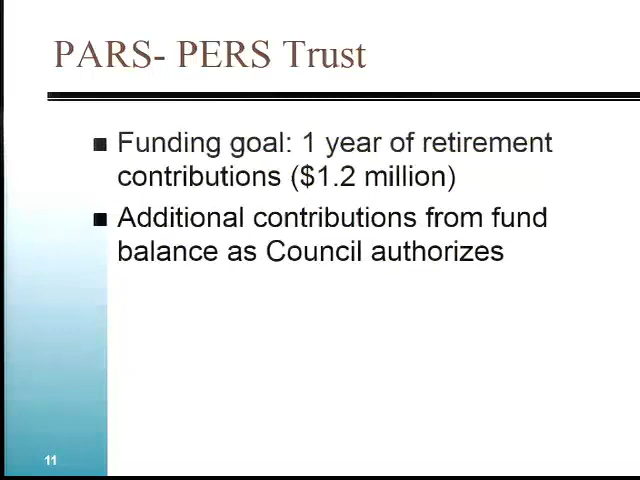 PARS- PERS Trust
Funding goal: 1 year of retirement
contributions ($1.2 million)
Additional contributions from fund
balance as Council authorizes
11